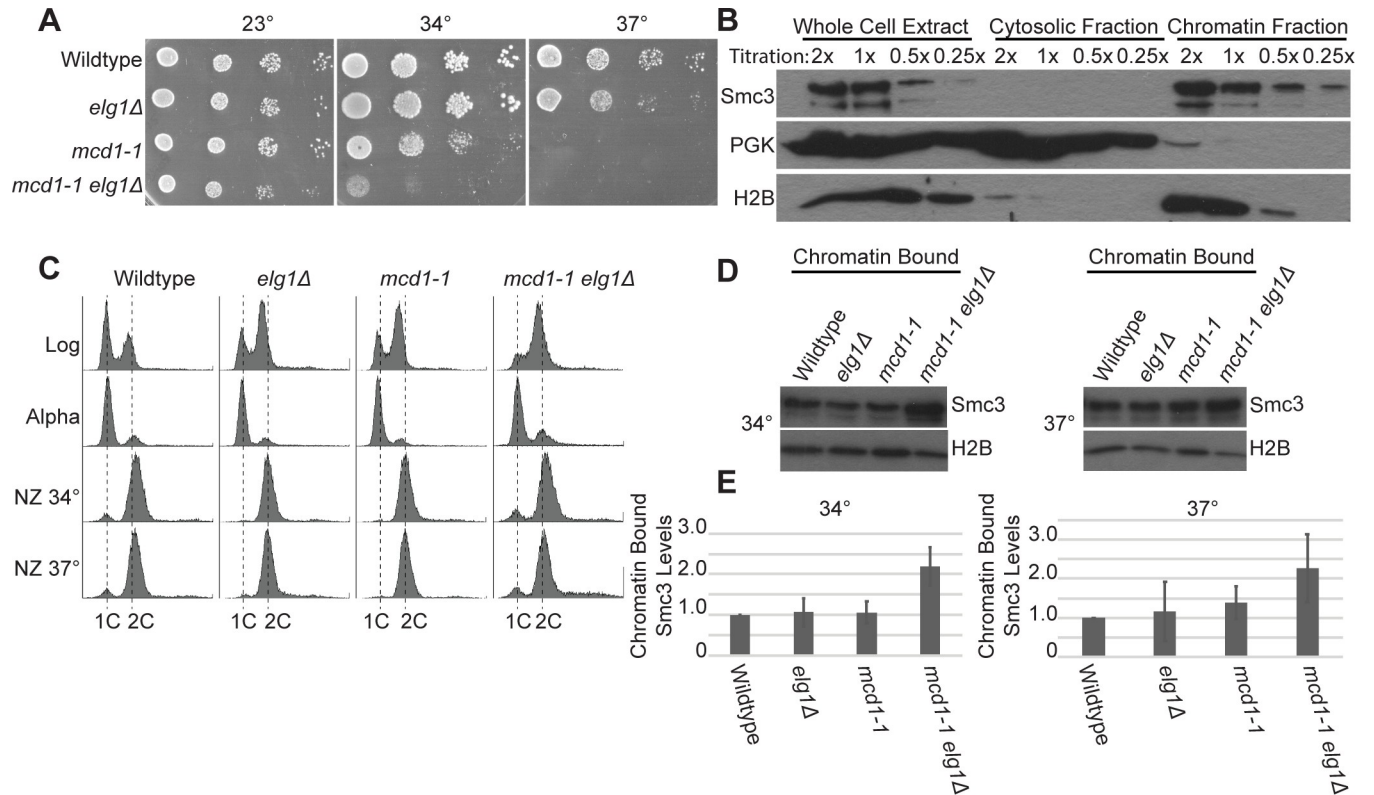 A
23° 34° 37°
Wildtype
elg1Δ
mcd1-1
mcd1-1 elg1Δ
B
Whole Cell Extract Cytosolic Fraction Chromatin Fraction
Titration: 2x 1x 0.5x 0.25x 2x 1x 0.5x 0.25x 2x 1x 0.5x 0.25x
Smc3
PGK
H2B
C
Wildtype elg1Δ mcd1-1 mcd1-1 elg1Δ
Log
Alpha
NZ 34°
NZ 37°
1C 2C 1C 2C 1C 2C 1C 2C
D
Chromatin Bound
Wildtype
elg1Δ
mcd1-1
mcd1-1 elg1Δ
34°
Smc3
H2B
Chromatin Bound
Wildtype
elg1Δ
mcd1-1
mcd1-1 elg1Δ
37°
Smc3
H2B
E
34°
Chromatin Bound
Smc3 Levels
3.0
2.0
1.0
0
Wildtype
elg1Δ
mcd1-1
mcd1-1 elg1Δ
37°
Chromatin Bound
Smc3 Levels
3.0
2.0
1.0
0
Wildtype
elg1Δ
mcd1-1
mcd1-1 elg1Δ